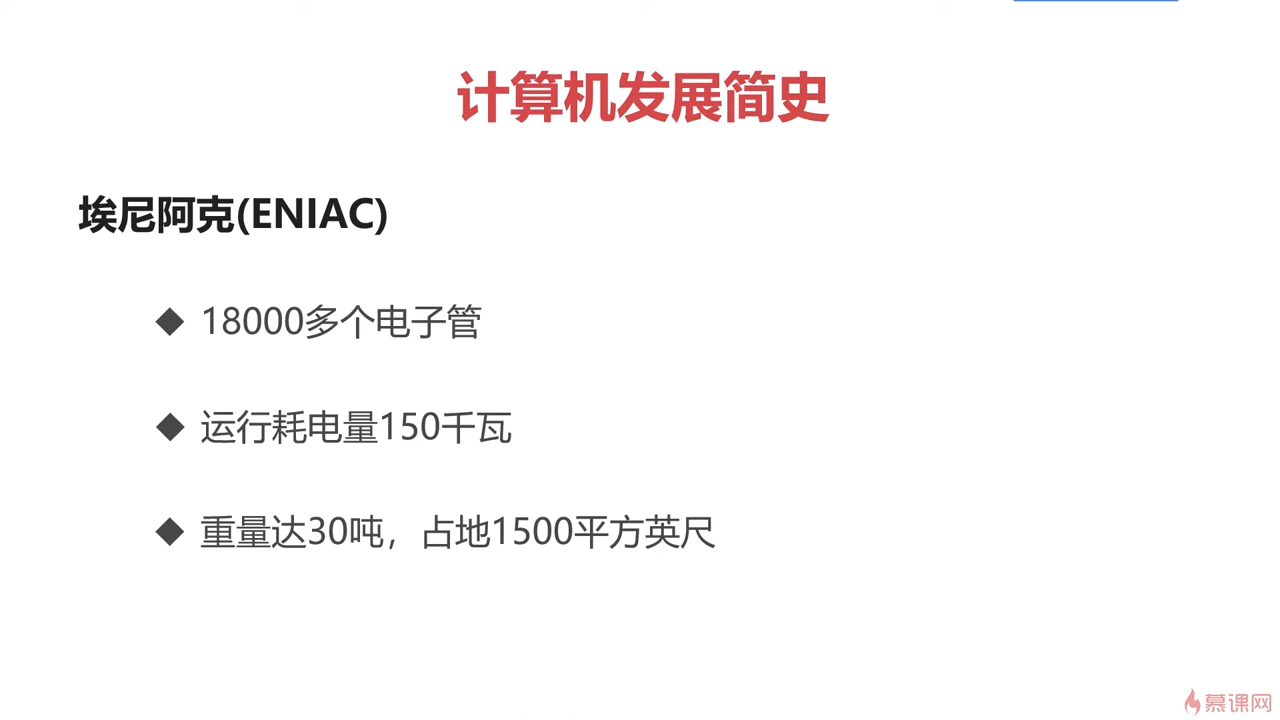 计算机发展简史
埃尼阿克(ENIAC)
◆ 18000多个电子管
◆ 运行耗电量150千瓦
◆ 重量达30吨，占地1500平方英尺
慕课网